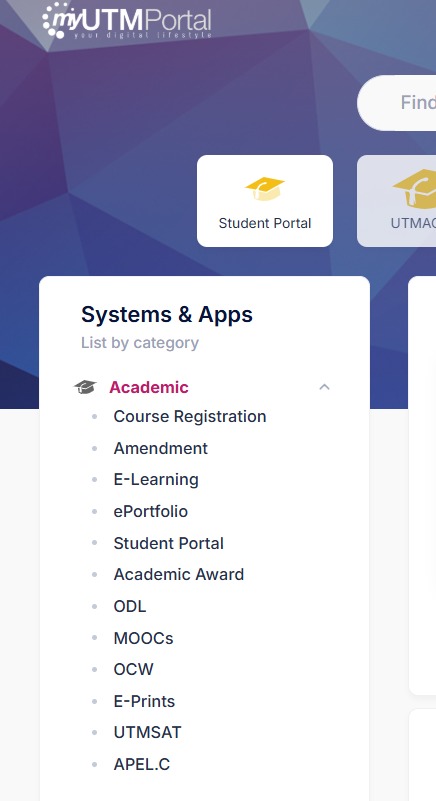 myUTMPortal
your digital lifestyle
Find
Student Portal
Systems & Apps
List by category
Academic
Course Registration
Amendment
E-Learning
ePortfolio
Student Portal
Academic Award
ODL
MOOCs
OCW
E-Prints
UTMSAT
APEL.C